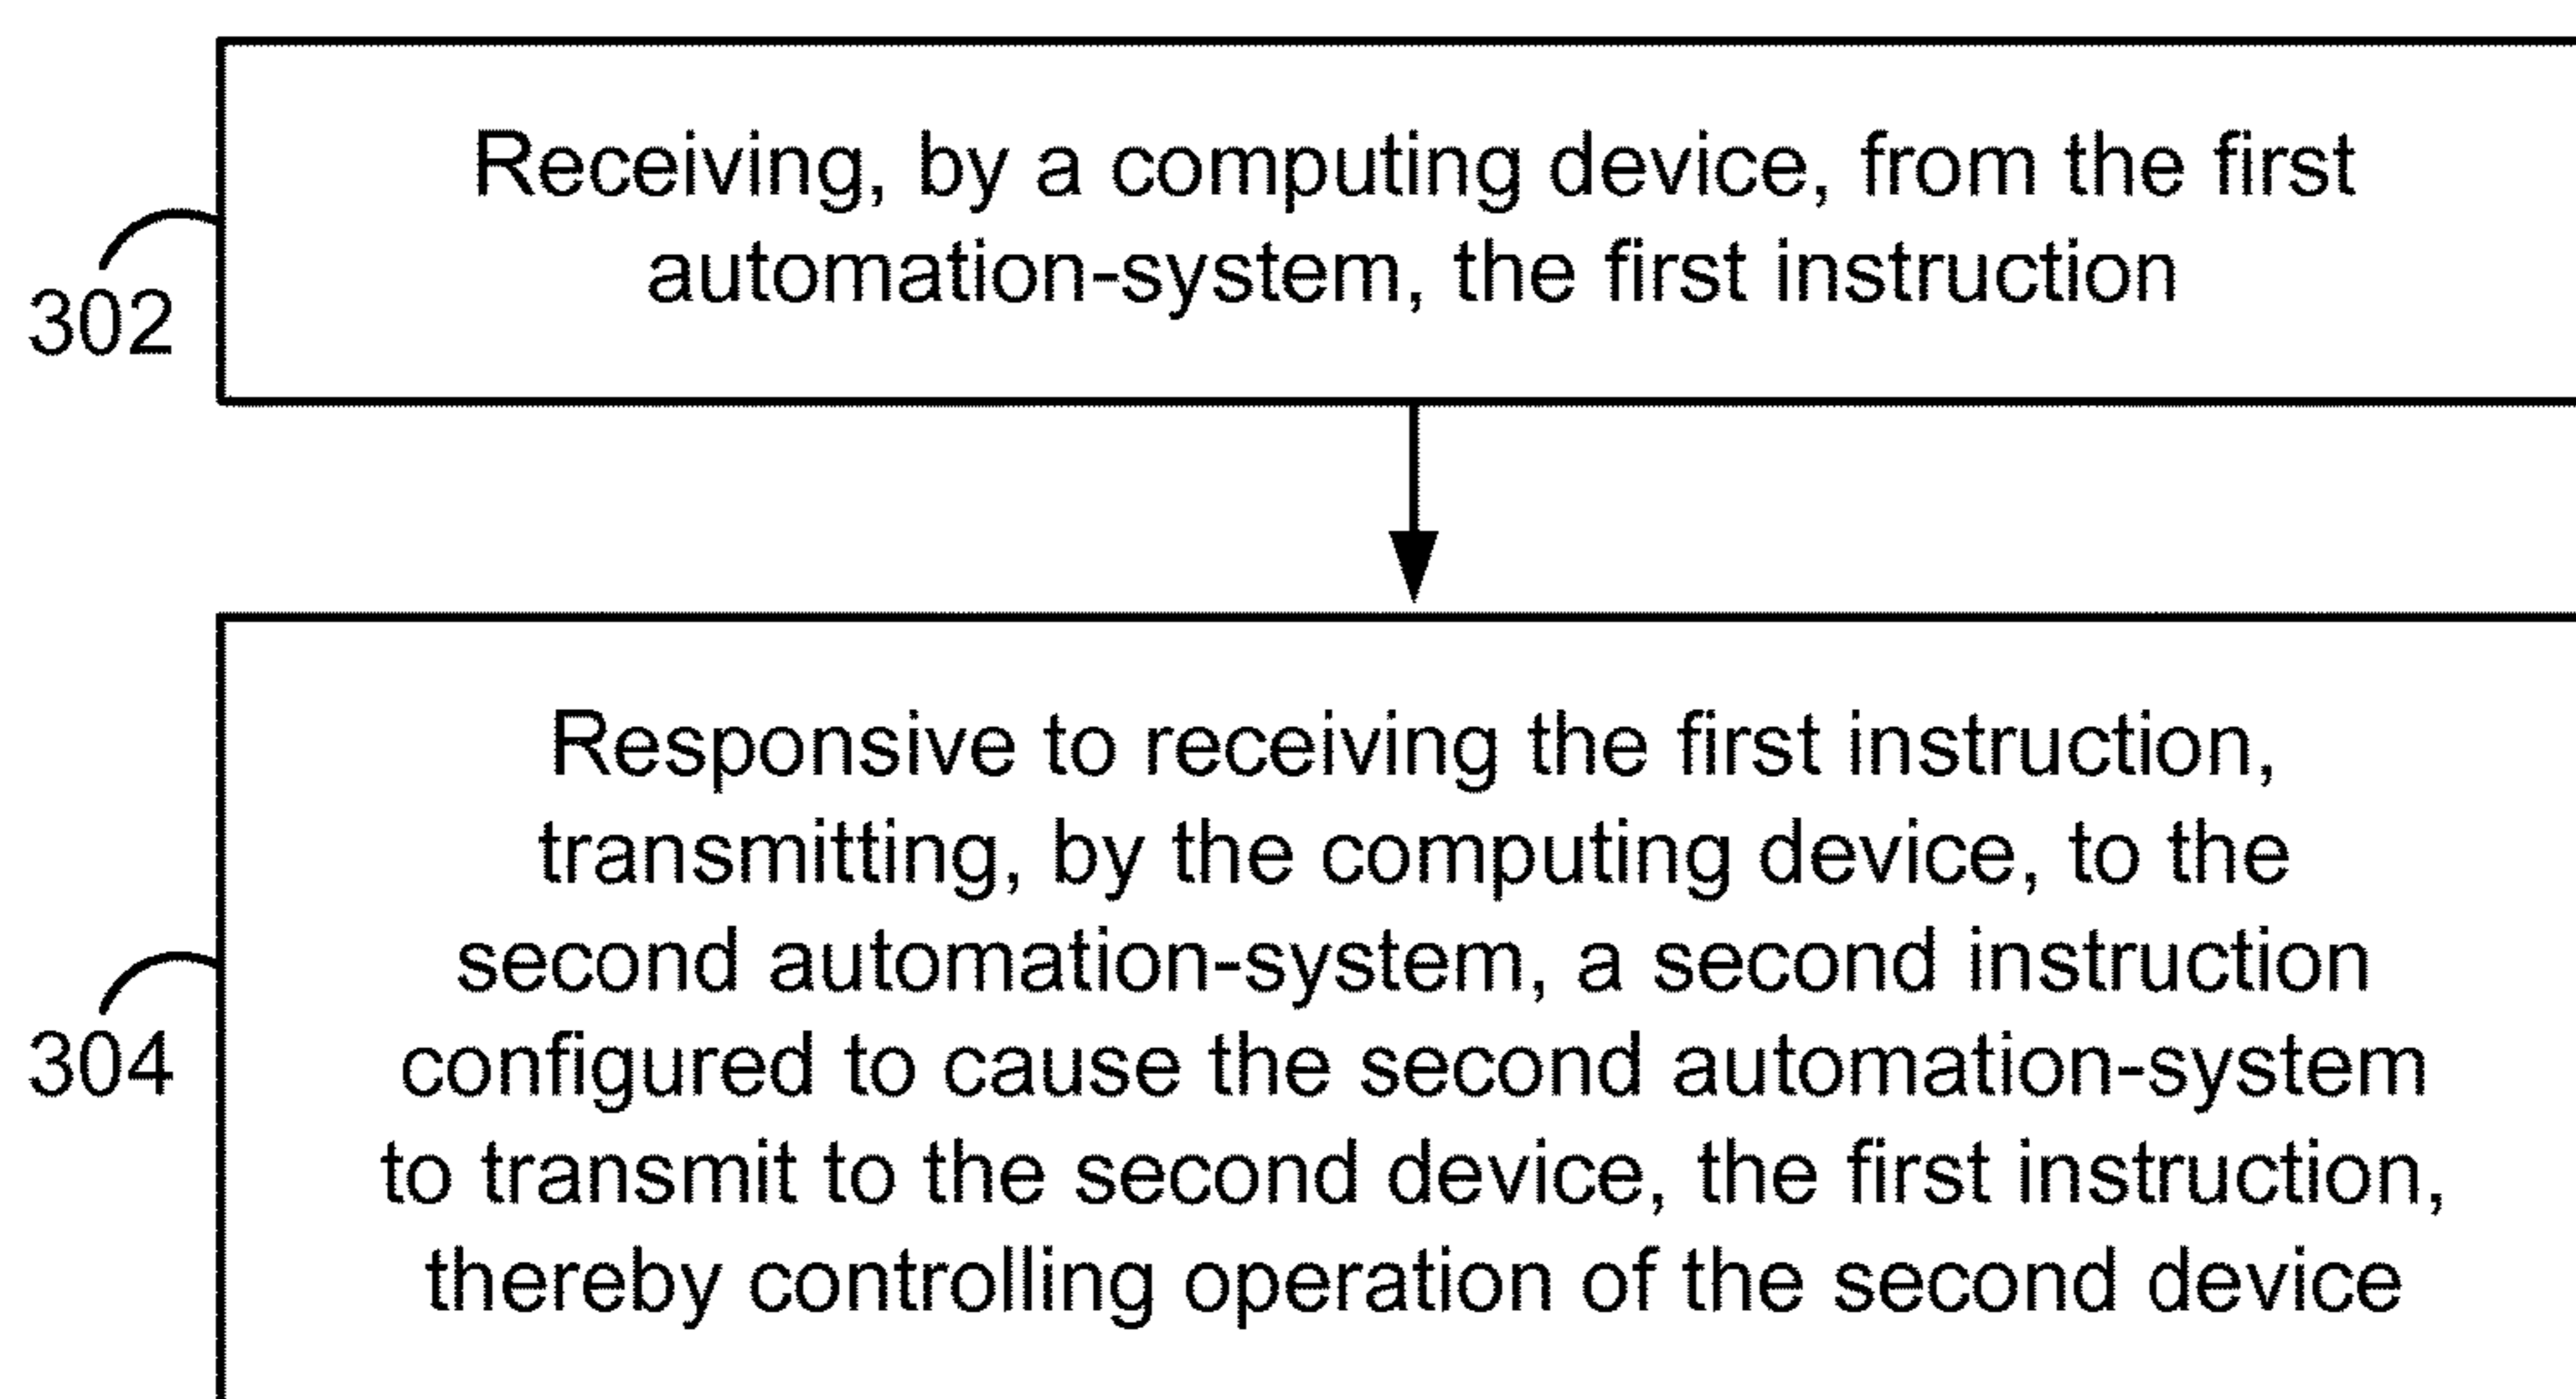 Receiving, by a computing device, from the first
automation-system, the first instruction
302
Responsive to receiving the first instruction,
transmitting, by the computing device, to the
second automation-system, a second instruction
configured to cause the second automation-system
to transmit to the second device, the first instruction,
thereby controlling operation of the second device
304